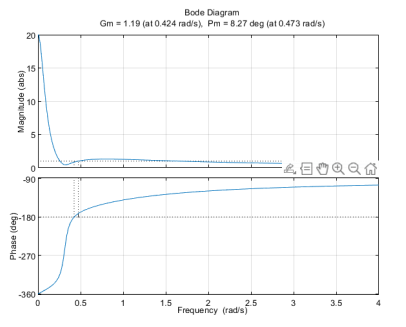 Bode Diagram
Gm = 1.19 (at 0.424 rad/s), Pm = 8.27 deg (at 0.473 rad/s)
Magnitude (abs)
20
15
10
5
0
Phase (deg)
-90
-180
-270
-360
0 0.5 1 1.5 2 2.5 3 3.5 4
Frequency (rad/s)